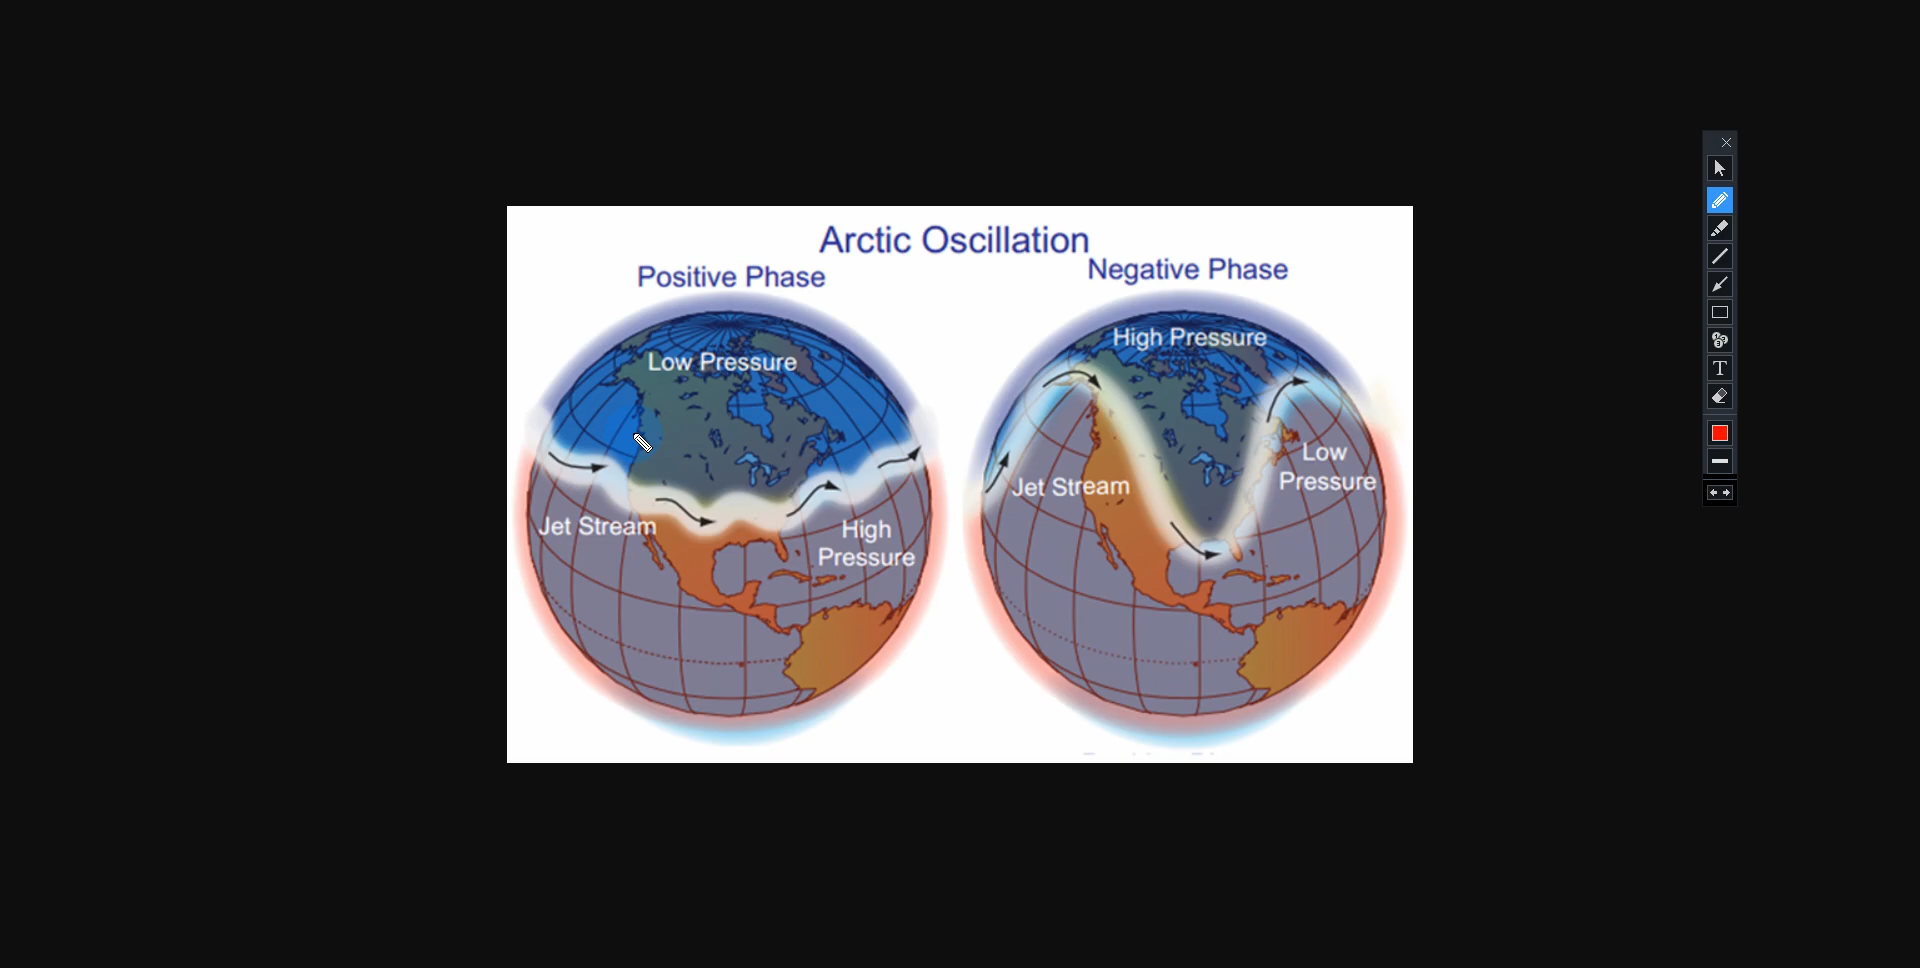 Arctic Oscillation
Positive Phase
Negative Phase
Low Pressure
High Pressure
Jet Stream
High
Pressure
Jet Stream
Low
Pressure
T